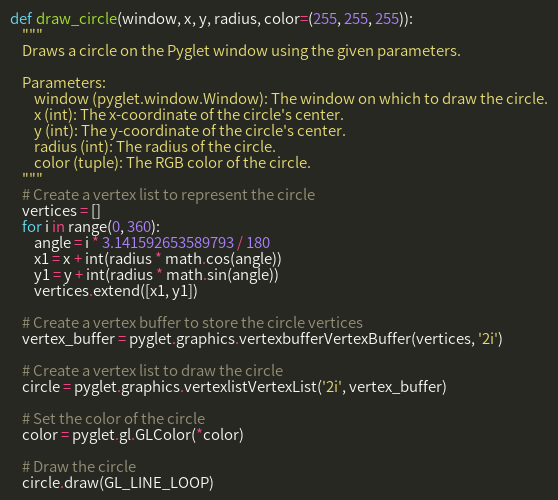 def draw_circle(window, x, y, radius, color=(255, 255, 255)):
    """
    Draws a circle on the Pyglet window using the given parameters.

    Parameters:
        window (pyglet.window.Window): The window on which to draw the circle.
        x (int): The x-coordinate of the circle's center.
        y (int): The y-coordinate of the circle's center.
        radius (int): The radius of the circle.
        color (tuple): The RGB color of the circle.
    """
    # Create a vertex list to represent the circle
    vertices = []
    for i in range(0, 360):
        angle = i * 3.141592653589793 / 180
        x1 = x + int(radius * math.cos(angle))
        y1 = y + int(radius * math.sin(angle))
        vertices.extend([x1, y1])

    # Create a vertex buffer to store the circle vertices
    vertex_buffer = pyglet.graphics.vertexbufferVertexBuffer(vertices, '2i')

    # Create a vertex list to draw the circle
    circle = pyglet.graphics.vertexlistVertexList('2i', vertex_buffer)

    # Set the color of the circle
    color = pyglet.gl.GLColor(*color)

    # Draw the circle
    circle.draw(GL_LINE_LOOP)